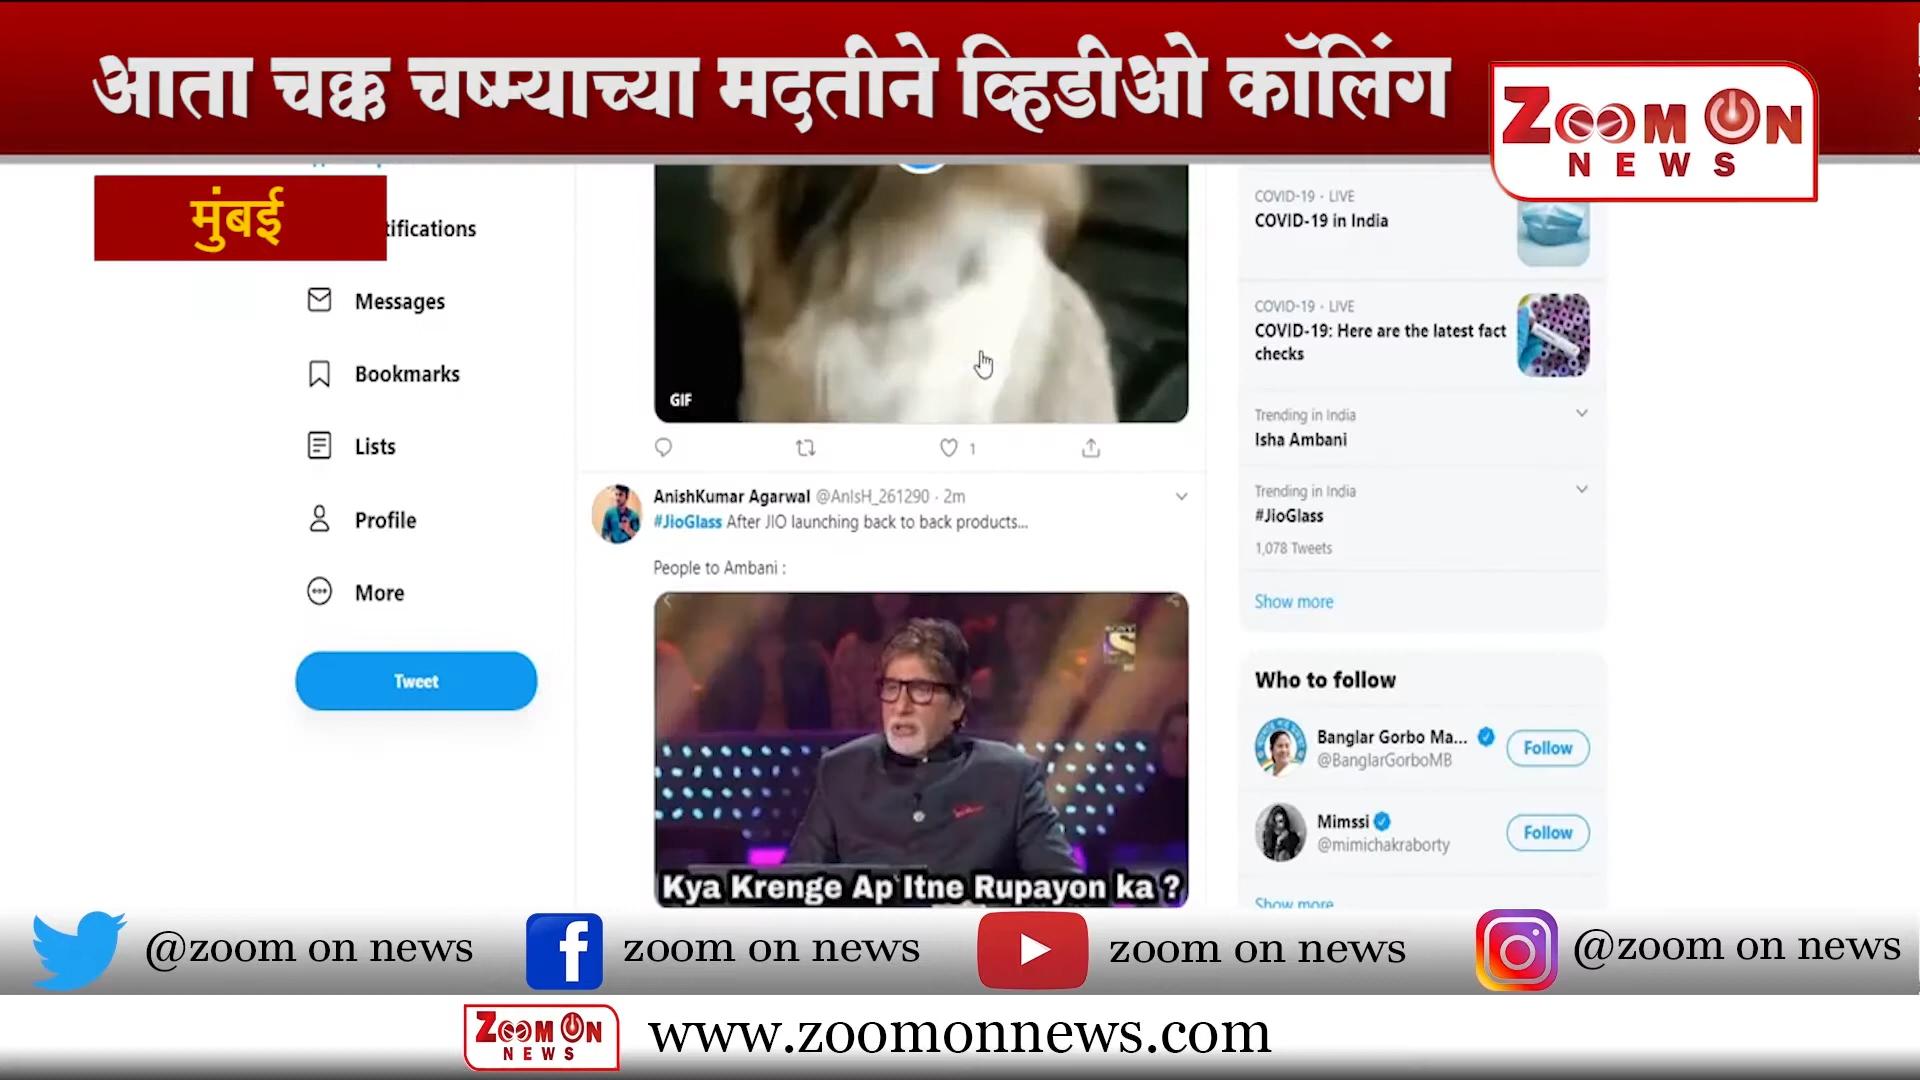 आता चक्क चष्म्याच्या मदतीने व्हिडीओ कॉलिंग
ZOOM ON
NEWS
मुंबई
tifications
Messages
Bookmarks
Lists
Profile
More
Tweet
GIF
1
AnishKumar Agarwal @AnIsH_261290 · 2m
#JioGlass After JIO launching back to back products...
People to Ambani :
SONY
Kya Krenge Ap Itne Rupayon ka ?
COVID-19 · LIVE
COVID-19 in India
COVID-19 · LIVE
COVID-19: Here are the latest fact
checks
Trending in India
Isha Ambani
Trending in India
#JioGlass
1,078 Tweets
Show more
Who to follow
Banglar Gorbo Ma...
@BanglarGorboMB
Follow
Mimssi
@mimichakraborty
Follow
Show more
@zoom on news
zoom on news
zoom on news
@zoom on news
ZOOM ON
NEWS
www.zoomonnews.com